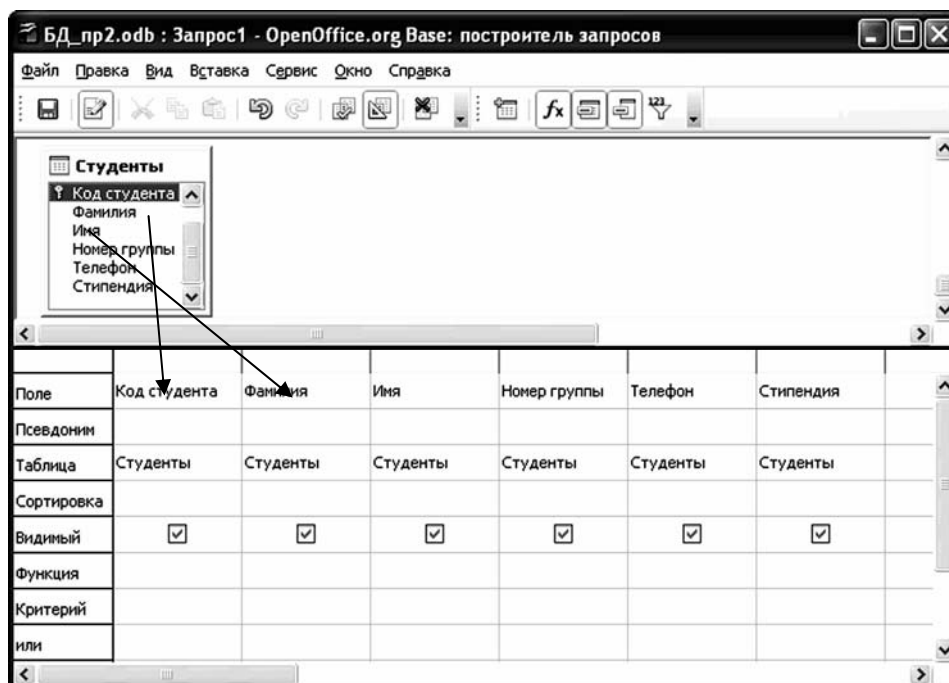 БД_пр2.odb : Запрос1 - OpenOffice.org Base: построитель запросов
Файл Правка Вид Вставка Сервис Окно Справка
fx 123
Студенты
Код студента
Фамилия
Имя
Номер группы
Телефон
Стипендия
Поле Код студента Фамилия Имя Номер группы Телефон Стипендия
Псевдоним
Таблица Студенты Студенты Студенты Студенты Студенты Студенты
Сортировка
Видимый
Функция
Критерий
или